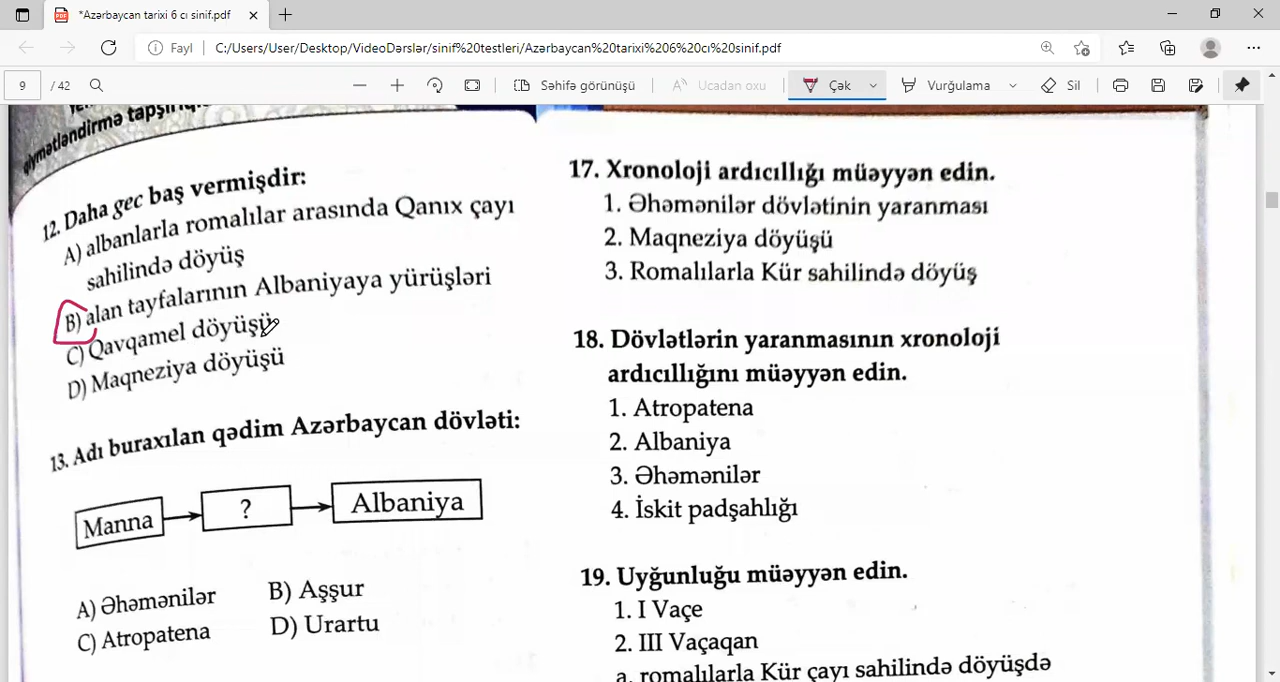 *Azərbaycan tarixi 6 cı sinif.pdf
Fayl
C:/Users/User/Desktop/VideoDərslər/sinif%20testleri/Azərbaycan%20tarixi%206%20cı%20sinif.pdf
9 / 42
Səhifə görünüşü
Ucadan oxu
Çək
Vurğulama
Sil
qiymətləndirmə tapşırıqları
12. Daha gec baş vermişdir:
A) albanlarla romalılar arasında Qanıx çayı
sahilində döyüş
B) alan tayfalarının Albaniyaya yürüşləri
C) Qavqamel döyüşü
D) Maqneziya döyüşü
13. Adı buraxılan qədim Azərbaycan dövləti:
Manna
?
Albaniya
A) Əhəmənilər
B) Aşşur
C) Atropatena
D) Urartu
17. Xronoloji ardıcıllığı müəyyən edin.
1. Əhəmənilər dövlətinin yaranması
2. Maqneziya döyüşü
3. Romalılarla Kür sahilində döyüş
18. Dövlətlərin yaranmasının xronoloji
ardıcıllığını müəyyən edin.
1. Atropatena
2. Albaniya
3. Əhəmənilər
4. İskit padşahlığı
19. Uyğunluğu müəyyən edin.
1. I Vaçe
2. III Vaçaqan
a. romalılarla Kür çayı sahilində döyüşdə